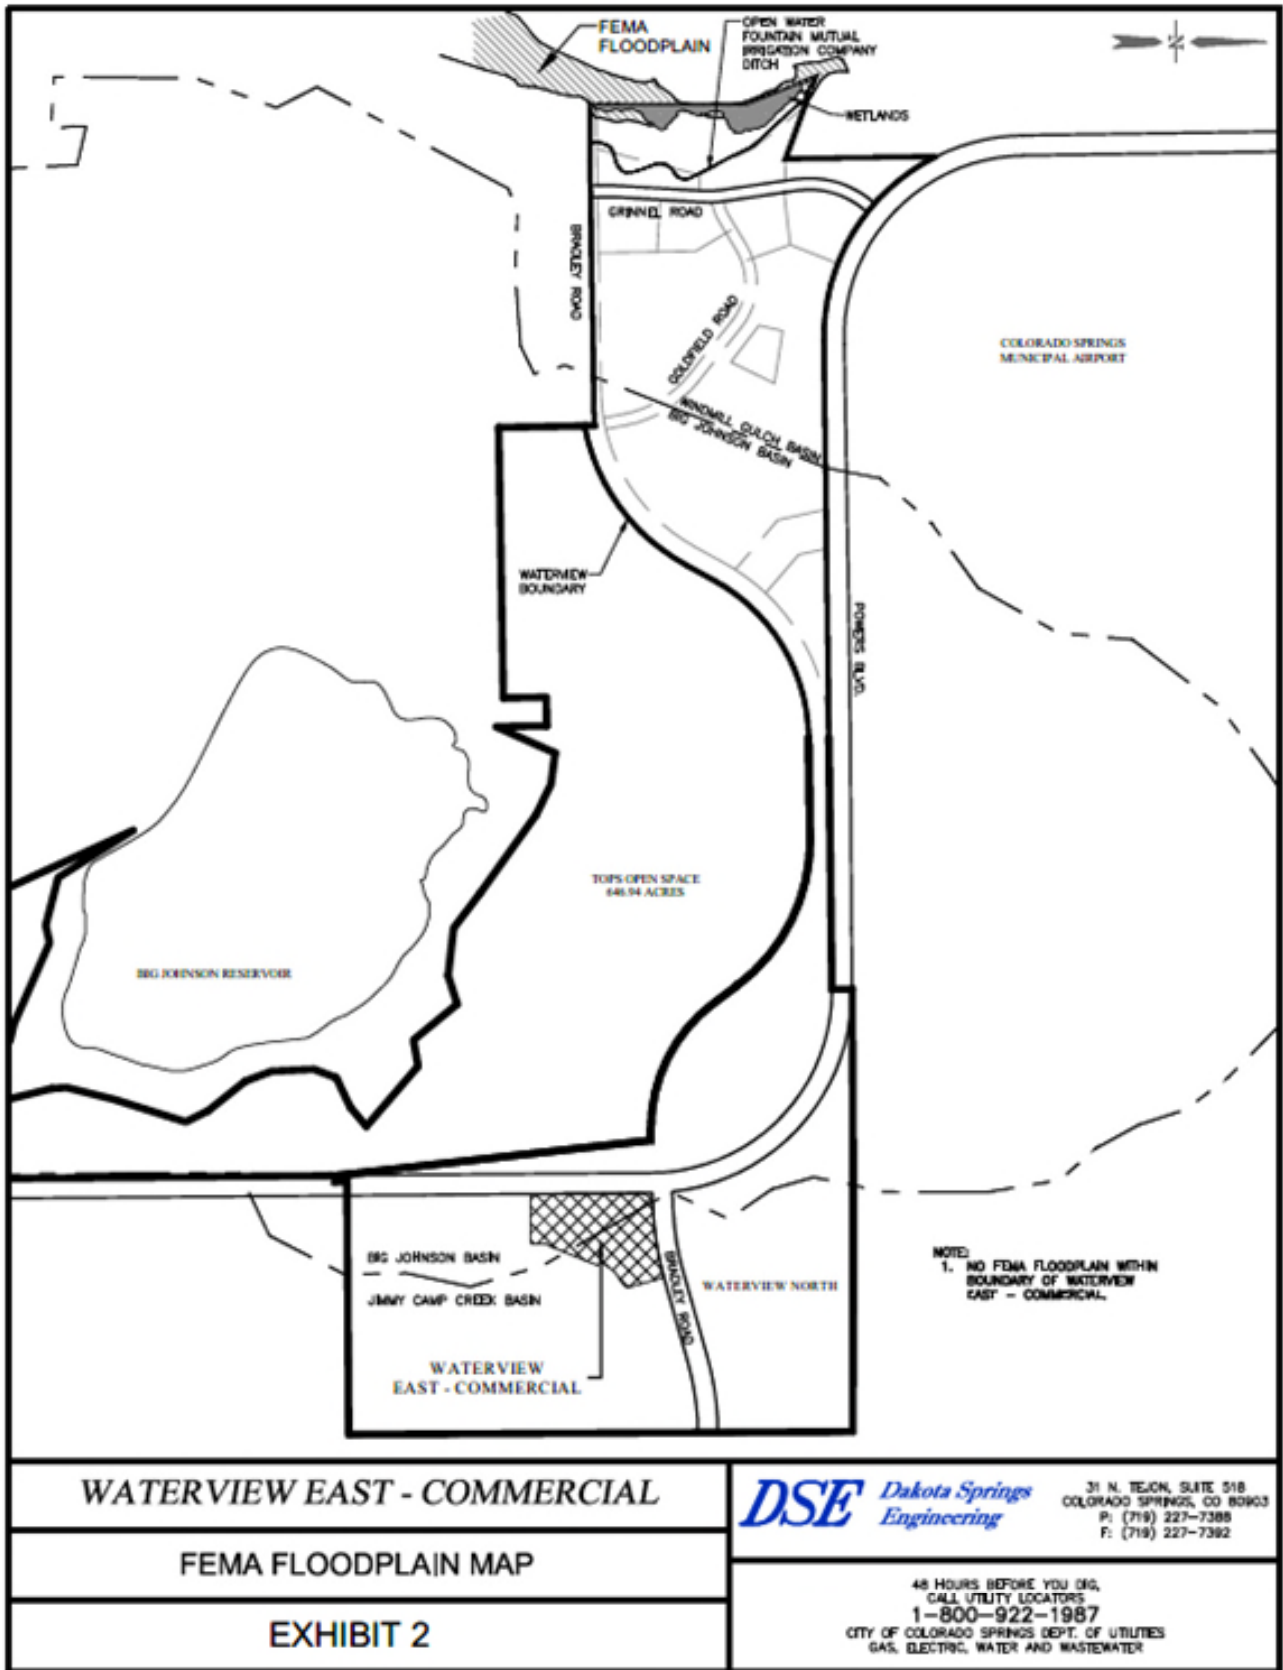 FEMA
FLOODPLAIN
OPEN WATER
FOUNTAIN MUTUAL
IRRIGATION COMPANY
DITCH
N
WETLANDS
GRINNEL ROAD
BRADLEY ROAD
GOLDFIELD ROAD
COLORADO SPRINGS
MUNICIPAL AIRPORT
WINDMILL GULCH BASIN
BIG JOHNSON BASIN
WATERVIEW
BOUNDARY
POWERS BLVD.
TOPS OPEN SPACE
646.94 ACRES
BIG JOHNSON RESERVOIR
BIG JOHNSON BASIN
JIMMY CAMP CREEK BASIN
BRADLEY ROAD
WATERVIEW NORTH
NOTE:
1. NO FEMA FLOODPLAIN WITHIN
BOUNDARY OF WATERVIEW
EAST - COMMERCIAL.
WATERVIEW
EAST - COMMERCIAL
WATERVIEW EAST - COMMERCIAL
FEMA FLOODPLAIN MAP
EXHIBIT 2
DSE
Dakota Springs
Engineering
31 N. TEJON, SUITE 518
COLORADO SPRINGS, CO 80903
P: (719) 227-7388
F: (719) 227-7392
48 HOURS BEFORE YOU DIG,
CALL UTILITY LOCATORS
1-800-922-1987
CITY OF COLORADO SPRINGS DEPT. OF UTILITIES
GAS, ELECTRIC, WATER AND WASTEWATER